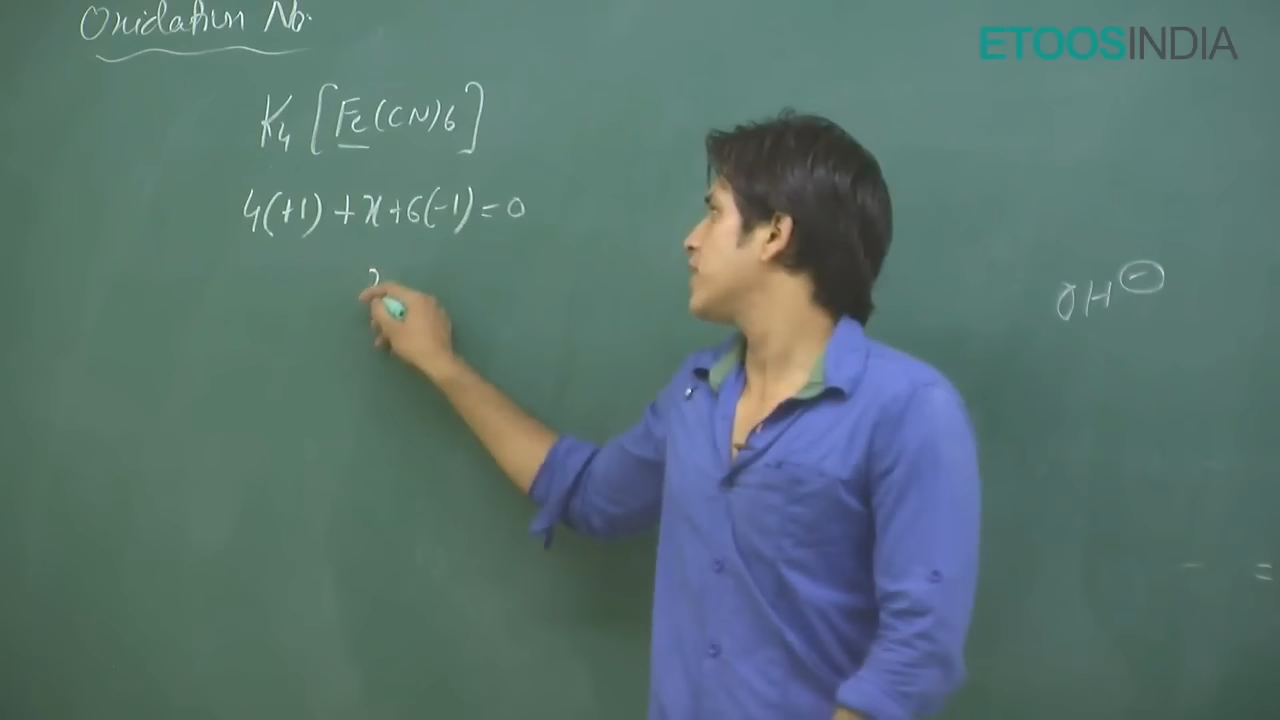 Oxidation No.
ETOOSINDIA
K₄ [Fe(CN)₆]
4(+1) + x + 6(-1) = 0
OH⁻
- =